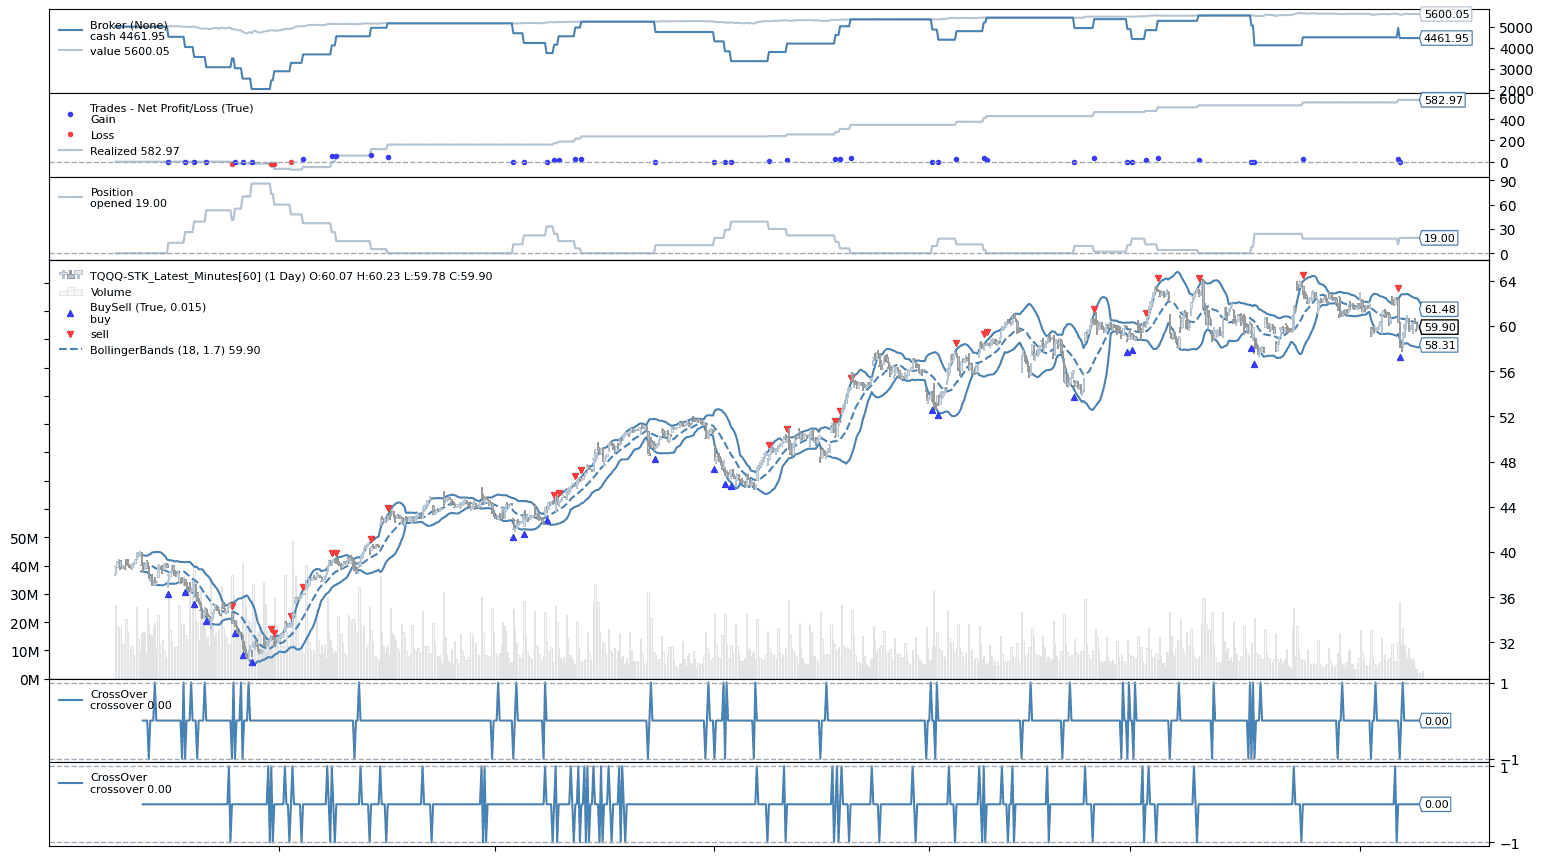 Broker (None)
cash 4461.95
value 5600.05
5600.05
4461.95
5000
4000
3000
2000
Trades - Net Profit/Loss (True)
Gain
Loss
Realized 582.97
582.97
600
400
200
0
Position
opened 19.00
19.00
90
60
30
0
TQQQ-STK_Latest_Minutes[60] (1 Day) O:60.07 H:60.23 L:59.78 C:59.90
Volume
BuySell (True, 0.015)
buy
sell
BollingerBands (18, 1.7) 59.90
61.48
59.90
58.31
64
60
56
52
48
44
40
36
32
50M
40M
30M
20M
10M
0M
CrossOver
crossover 0.00
0.00
1
−1
CrossOver
crossover 0.00
0.00
1
−1